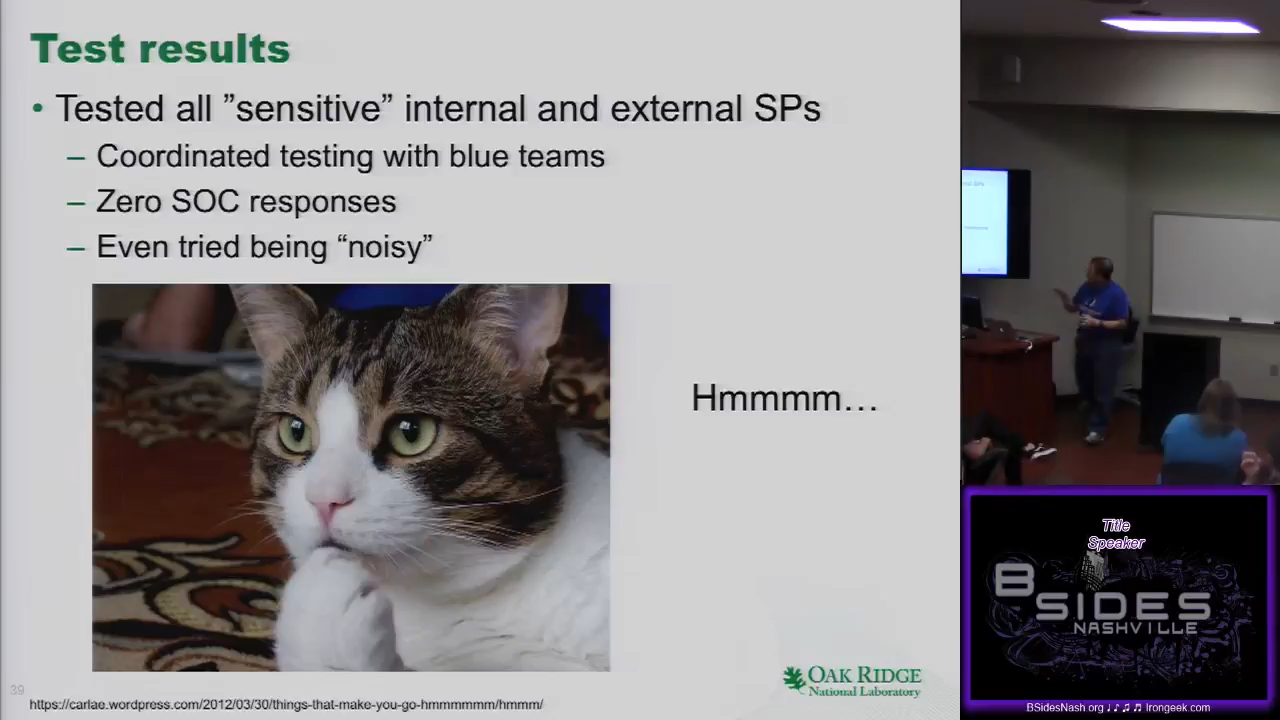 Test results
• Tested all ”sensitive” internal and external SPs
– Coordinated testing with blue teams
– Zero SOC responses
– Even tried being “noisy”
Hmmmm…
OAK RIDGE
National Laboratory
39
https://carlae.wordpress.com/2012/03/30/things-that-make-you-go-hmmmmmm/hmmm/
Title
Speaker
BSIDES
NASHVILLE
BSidesNash.org ♩♪♫♬ Irongeek.com